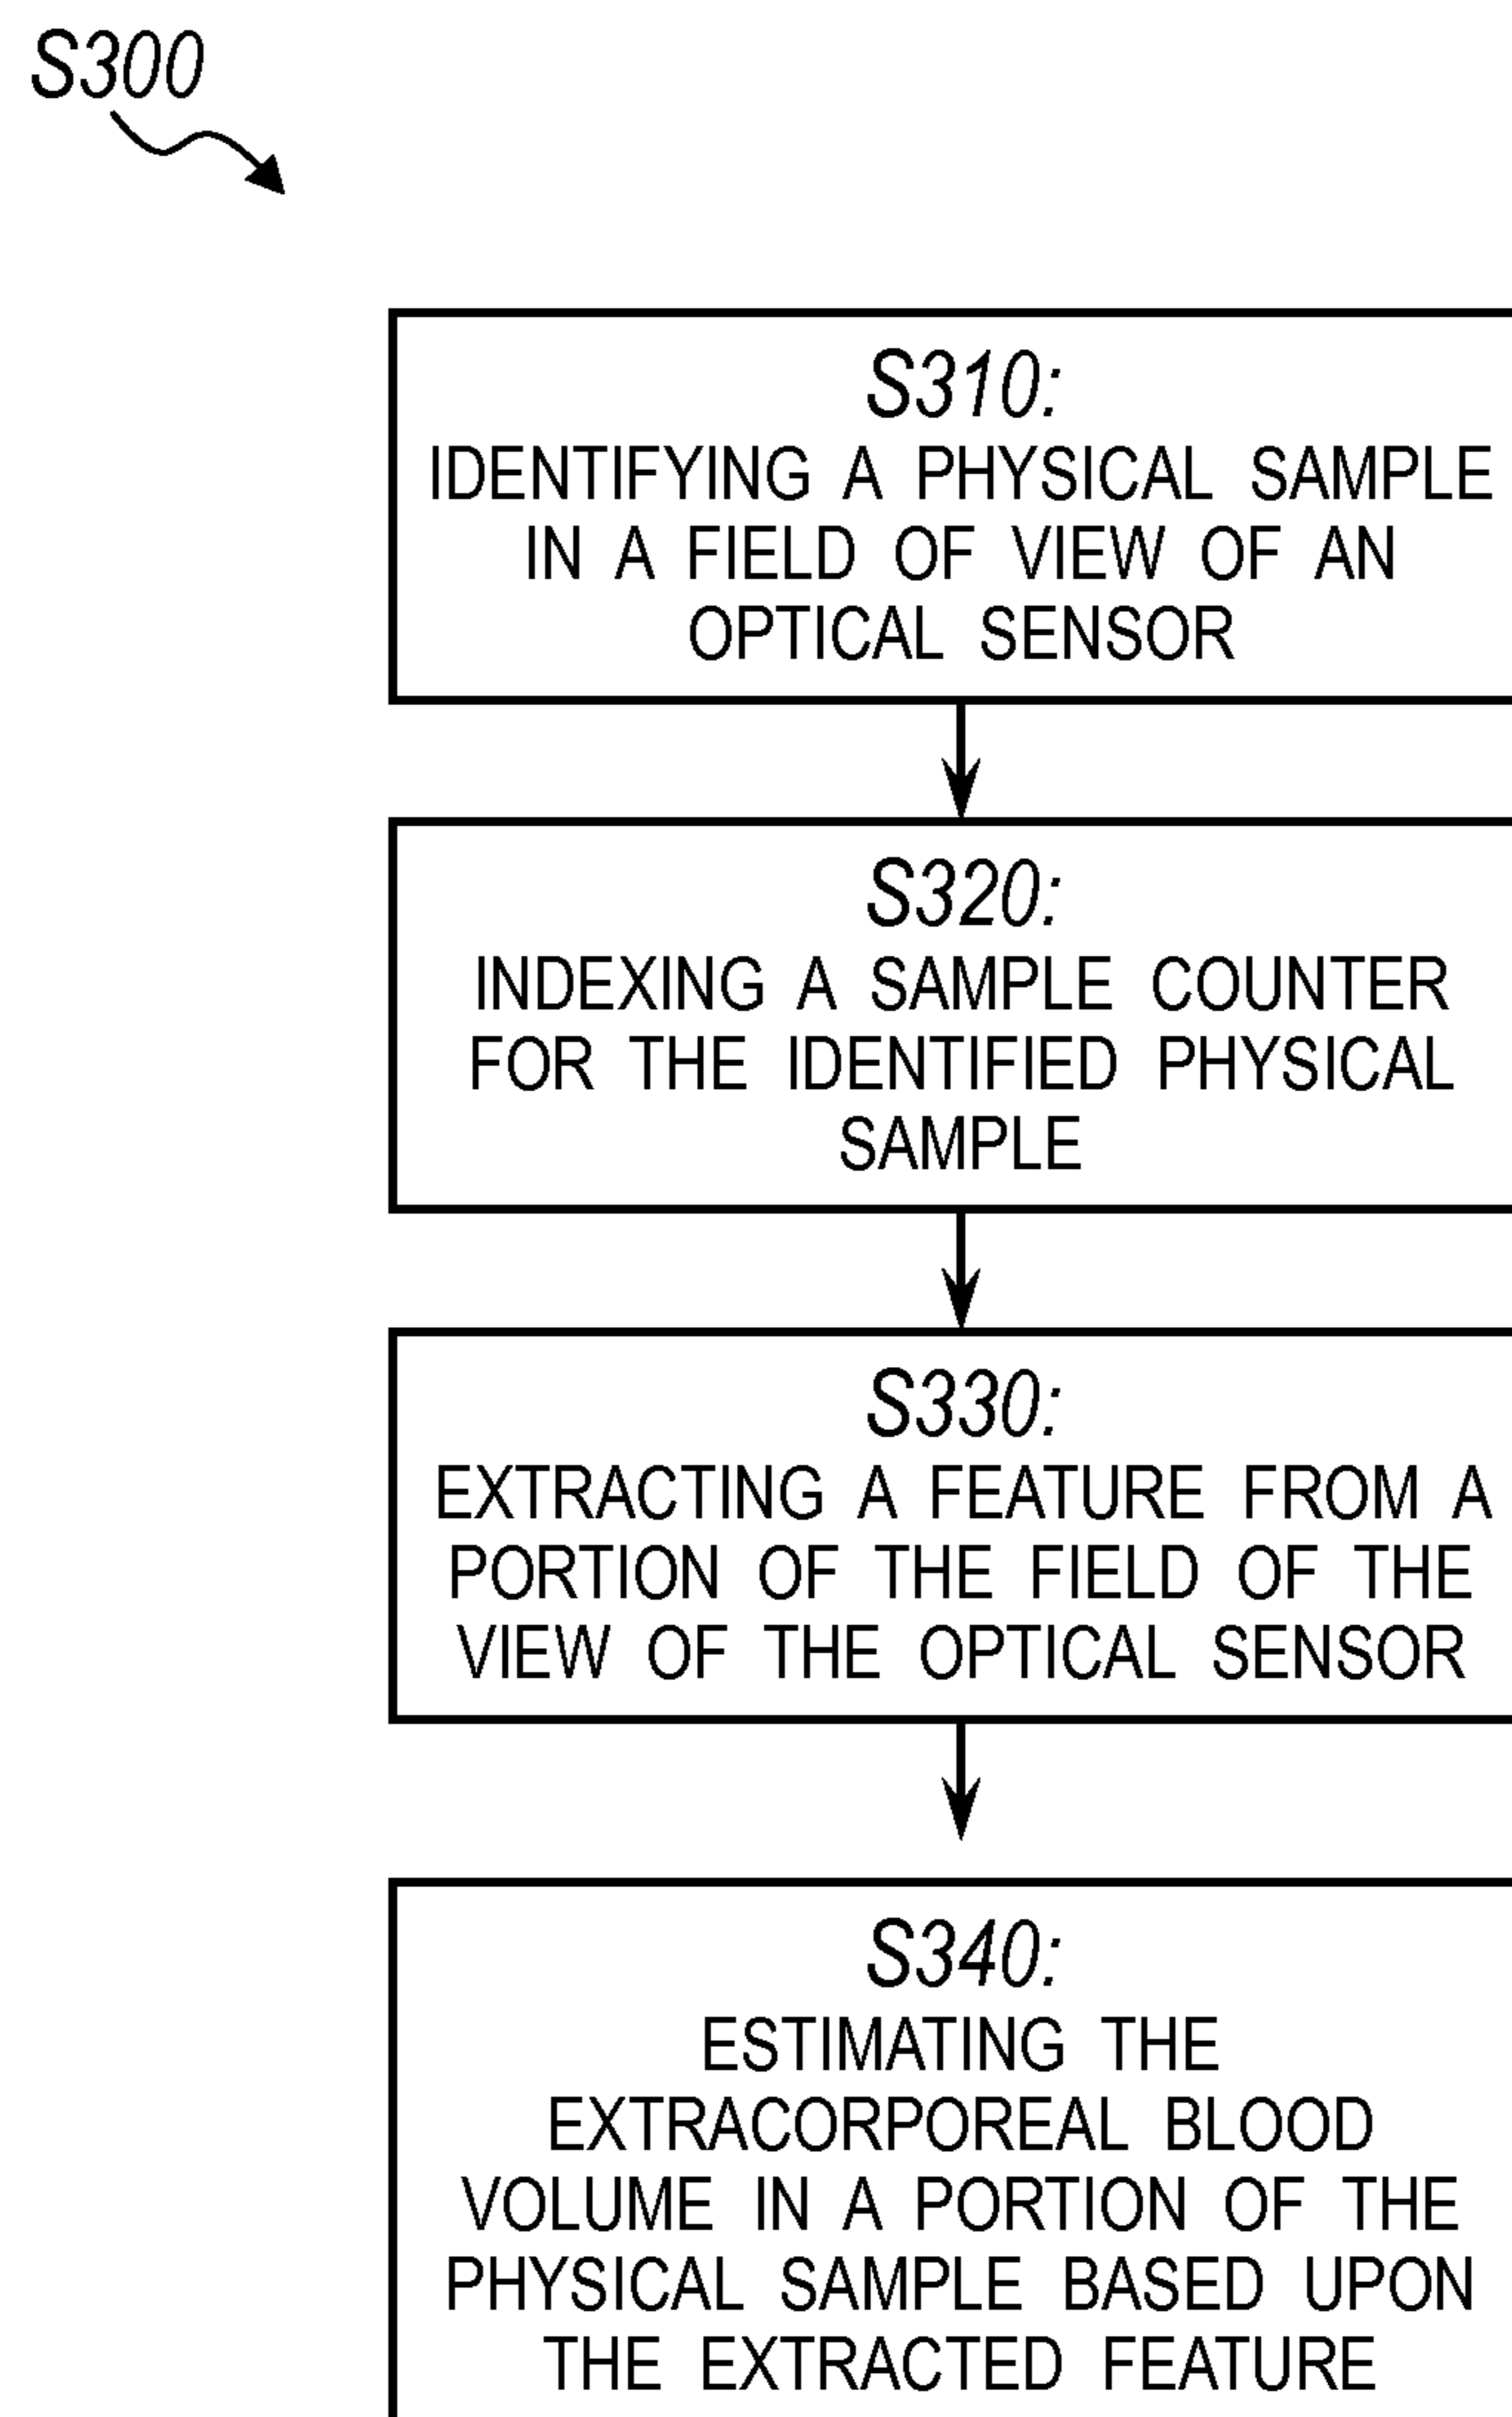 S300
S310:
IDENTIFYING A PHYSICAL SAMPLE
IN A FIELD OF VIEW OF AN
OPTICAL SENSOR
S320:
INDEXING A SAMPLE COUNTER
FOR THE IDENTIFIED PHYSICAL
SAMPLE
S330:
EXTRACTING A FEATURE FROM A
PORTION OF THE FIELD OF THE
VIEW OF THE OPTICAL SENSOR
S340:
ESTIMATING THE
EXTRACORPOREAL BLOOD
VOLUME IN A PORTION OF THE
PHYSICAL SAMPLE BASED UPON
THE EXTRACTED FEATURE